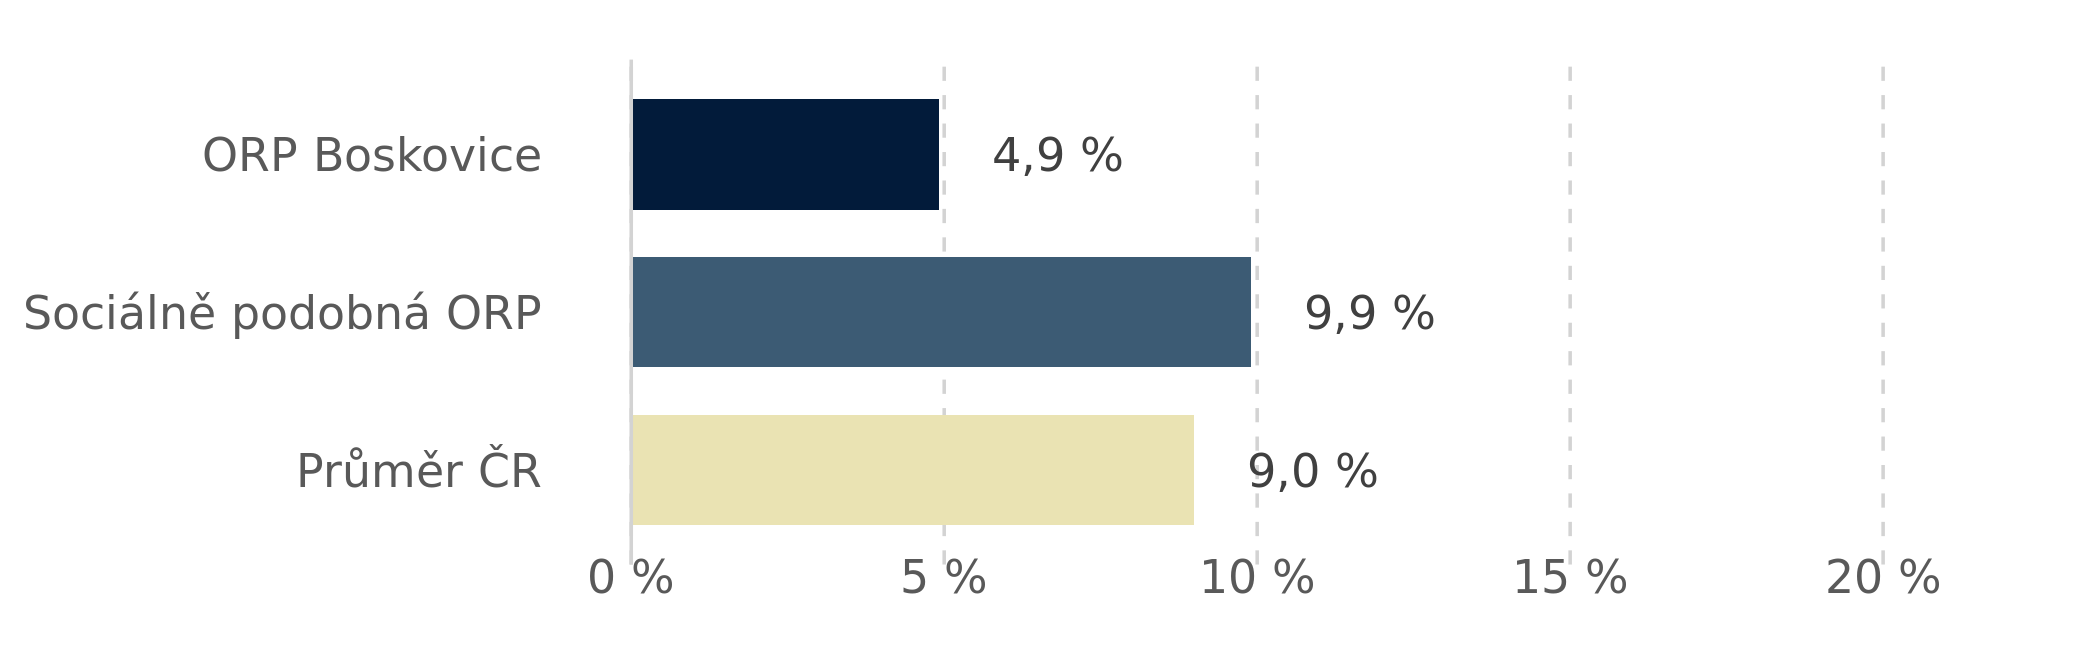 ORP Boskovice 4,9 %
Sociálně podobná ORP 9,9 %
Průměr ČR 9,0 %
0 % 5 % 10 % 15 % 20 %